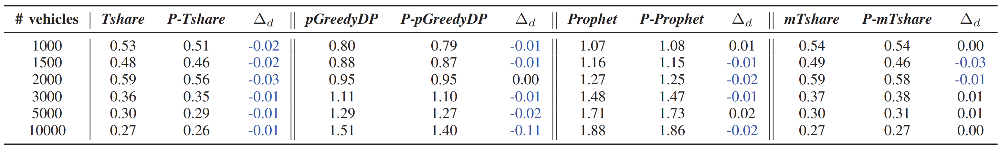 # vehicles Tshare P-Tshare Δd pGreedyDP P-pGreedyDP Δd Prophet P-Prophet Δd mTshare P-mTshare Δd
1000 0.53 0.51 -0.02 0.80 0.79 -0.01 1.07 1.08 0.01 0.54 0.54 0.00
1500 0.48 0.46 -0.02 0.88 0.87 -0.01 1.16 1.15 -0.01 0.49 0.46 -0.03
2000 0.59 0.56 -0.03 0.95 0.95 0.00 1.27 1.25 -0.02 0.59 0.58 -0.01
3000 0.36 0.35 -0.01 1.11 1.10 -0.01 1.48 1.47 -0.01 0.37 0.38 0.01
5000 0.30 0.29 -0.01 1.29 1.27 -0.02 1.71 1.73 0.02 0.30 0.31 0.01
10000 0.27 0.26 -0.01 1.51 1.40 -0.11 1.88 1.86 -0.02 0.27 0.27 0.00